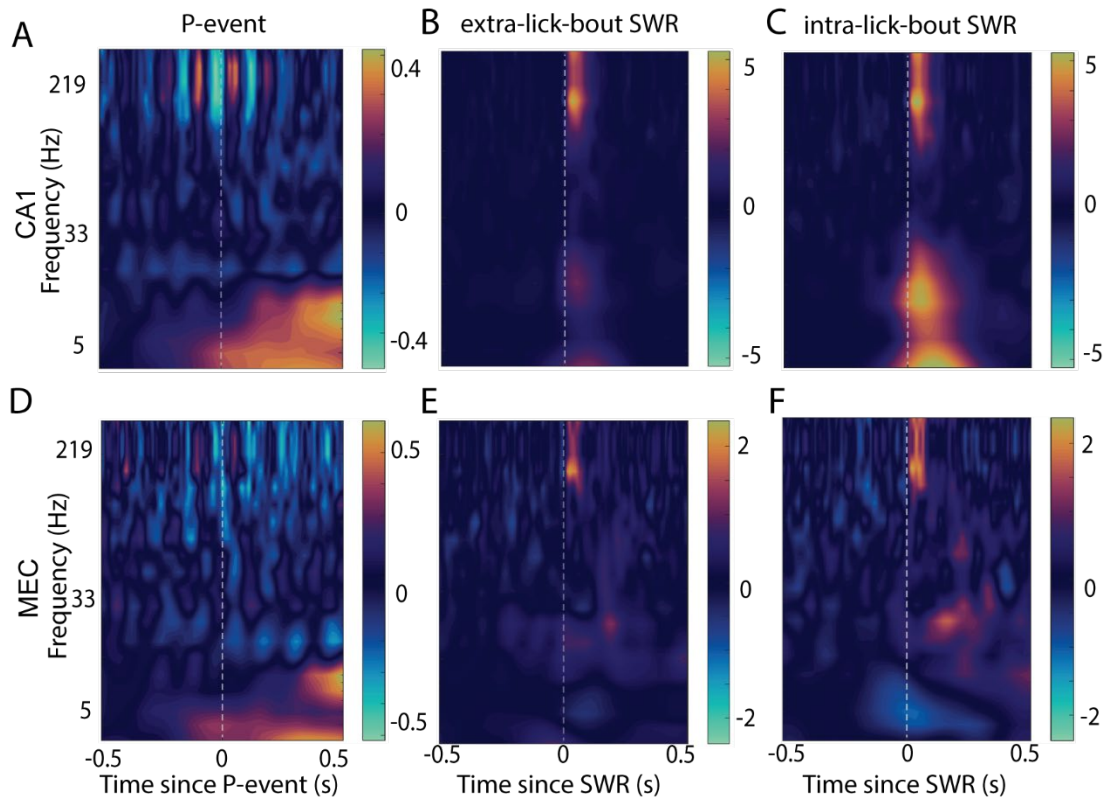 A
P-event
B
extra-lick-bout SWR
C
intra-lick-bout SWR
CA1
Frequency (Hz)
219
33
5
0.4
0
-0.4
5
0
-5
5
0
-5
D
E
F
MEC
Frequency (Hz)
219
33
5
0.5
0
-0.5
2
0
-2
2
0
-2
-0.5
0
0.5
-0.5
0
0.5
-0.5
0
0.5
Time since P-event (s)
Time since SWR (s)
Time since SWR (s)